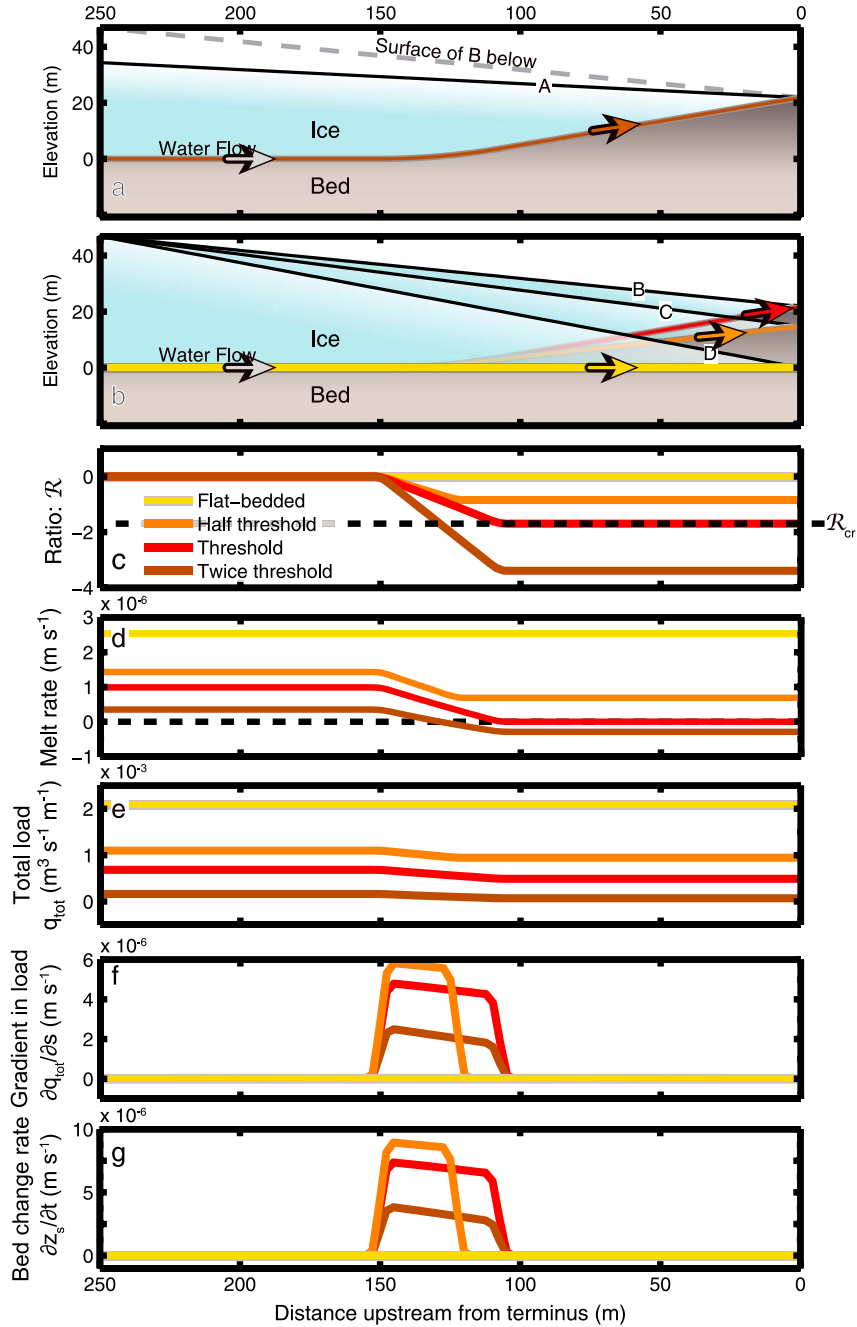 250 200 150 100 50 0
Elevation (m)
40
20
0
Surface of B below
A
Ice
Water Flow
Bed
a
Elevation (m)
40
20
0
B
C
D
Ice
Water Flow
Bed
b
Ratio: ℛ
0
−2
−4
Flat−bedded
Half threshold
Threshold
Twice threshold
ℛcr
c
x 10⁻⁶
Melt rate (m s⁻¹)
3
2
1
0
−1
d
x 10⁻³
Total load
qtot (m³ s⁻¹ m⁻¹)
2
1
0
e
x 10⁻⁶
Gradient in load
∂qtot/∂s (m s⁻¹)
6
4
2
0
f
x 10⁻⁶
Bed change rate
∂zs/∂t (m s⁻¹)
10
5
0
g
250 200 150 100 50 0
Distance upstream from terminus (m)